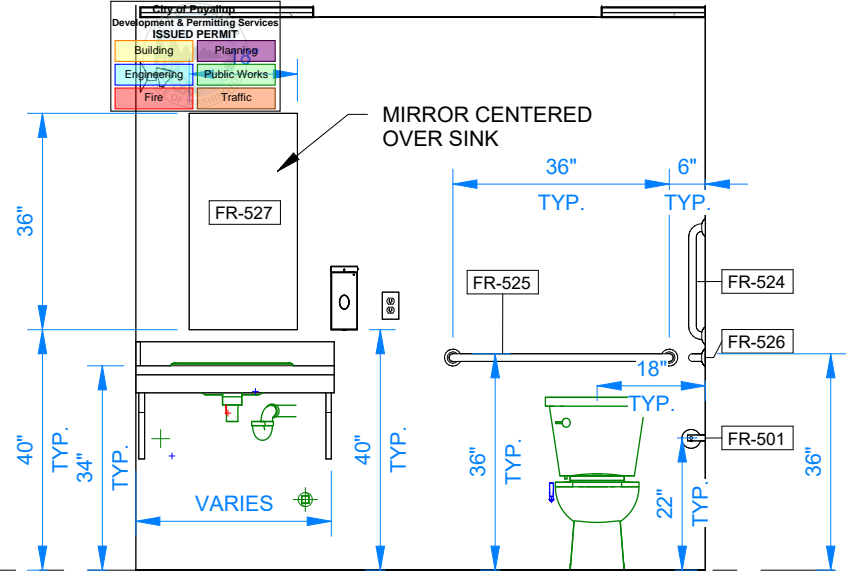 City of Puyallup
Development & Permitting Services
ISSUED PERMIT
Building
Planning
Engineering
Public Works
Fire
Traffic
18"
MIRROR CENTERED
OVER SINK
36"
FR-527
36"
TYP.
6"
TYP.
FR-525
FR-524
FR-526
18"
TYP.
FR-501
40"
TYP.
34"
TYP.
VARIES
40"
TYP.
36"
TYP.
22"
TYP.
36"